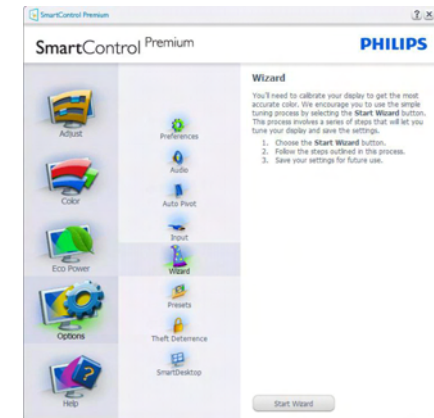 SmartControl Premium
? x
SmartControl Premium
PHILIPS
Adjust
Color
Eco Power
Options
Help
Preferences
Audio
Auto Pivot
Input
Wizard
Presets
Theft Deterrence
SmartDesktop
Wizard
You'll need to calibrate your display to get the most
accurate color. We encourage you to use the simple
tuning process by selecting the Start Wizard button.
This process involves a series of steps that will let you
tune your display and save the settings.
1. Choose the Start Wizard button.
2. Follow the steps outlined in this process.
3. Save your settings for future use.
Start Wizard